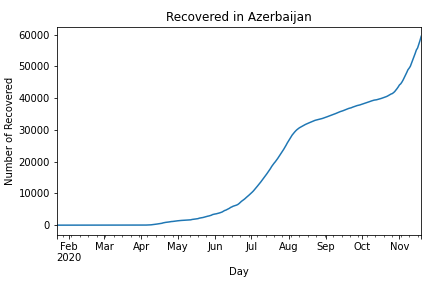 Recovered in Azerbaijan
60000
50000
40000
30000
20000
10000
0
Number of Recovered
Feb Mar Apr May Jun Jul Aug Sep Oct Nov
2020
Day